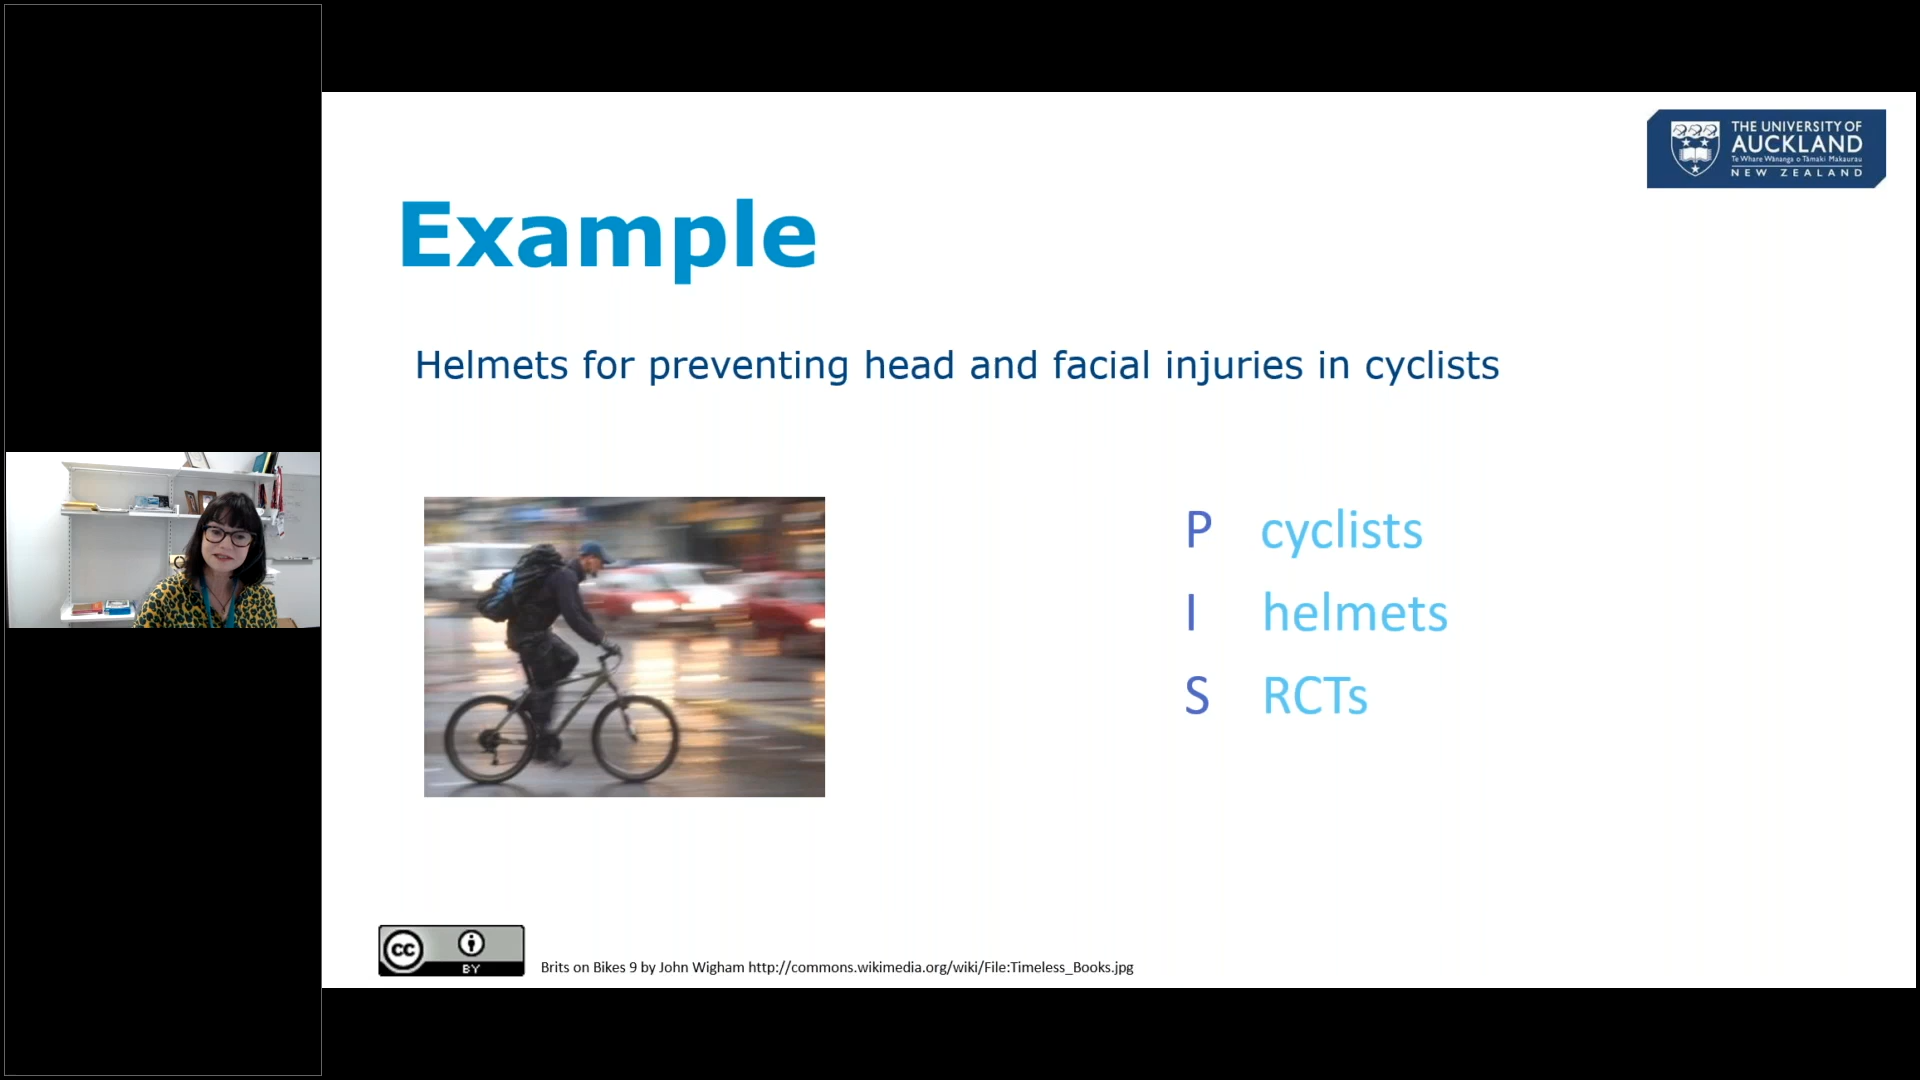 THE UNIVERSITY OF
AUCKLAND
Te Whare Wānanga o Tāmaki Makaurau
NEW ZEALAND
Example
Helmets for preventing head and facial injuries in cyclists
P cyclists
I helmets
S RCTs
cc
BY
Brits on Bikes 9 by John Wigham http://commons.wikimedia.org/wiki/File:Timeless_Books.jpg